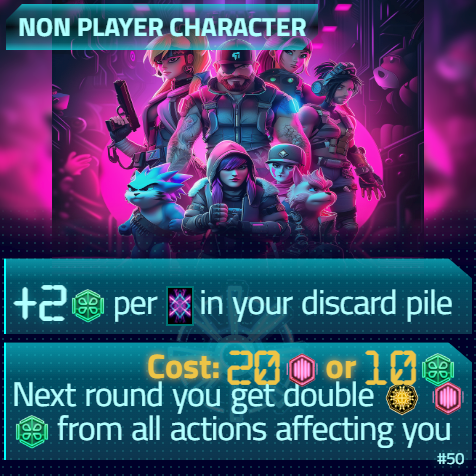 NON PLAYER CHARACTER
+2 per in your discard pile
Cost: 20 or 10
Next round you get double
from all actions affecting you
#50